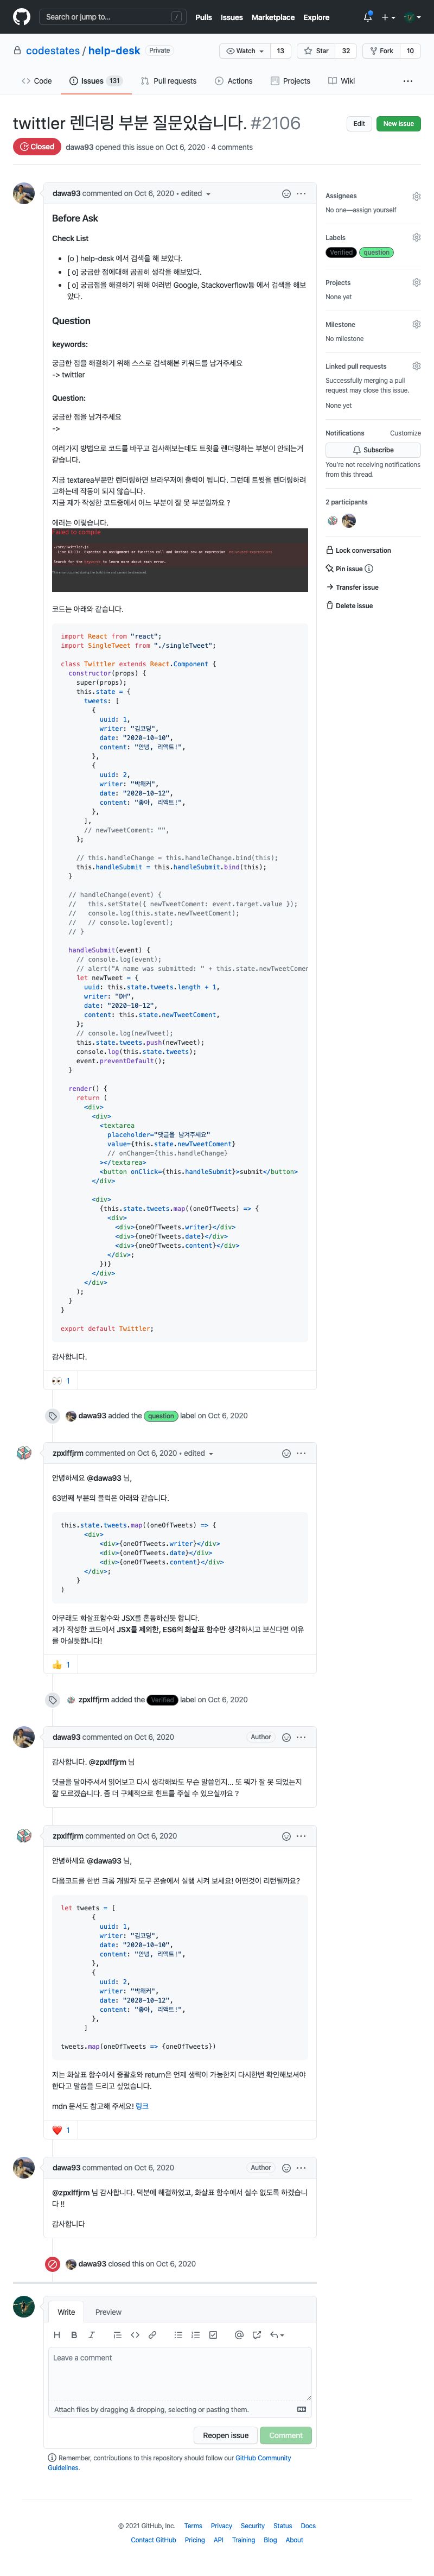 Search or jump to...
/
Pulls Issues Marketplace Explore
codestates / help-desk Private
Watch 13
Star 32
Fork 10
Code
Issues 131
Pull requests
Actions
Projects
Wiki
twittler 렌더링 부분 질문있습니다. #2106
Edit
New issue
Closed
dawa93 opened this issue on Oct 6, 2020 · 4 comments
dawa93 commented on Oct 6, 2020 • edited
Before Ask
Check List
[o ] help-desk 에서 검색을 해 보았다.
[ o] 궁금한 점에대해 곰곰히 생각을 해보았다.
[ o] 궁금점을 해결하기 위해 여러번 Google, Stackoverflow등 에서 검색을 해보
았다.
Question
keywords:
궁금한 점을 해결하기 위해 스스로 검색해본 키워드를 남겨주세요
-> twittler
Question:
궁금한 점을 남겨주세요
->
여러가지 방법으로 코드를 바꾸고 검사해보는데도 트윗을 렌더링하는 부분이 안되는거
같습니다.
지금 textarea부분만 렌더링하면 브라우저에 출력이 됩니다. 그런데 트윗을 렌더링하려
고하는데 작동이 되지 않습니다.
지금 제가 작성한 코드중에서 어느 부분이 잘 못 부분일까요 ?
에러는 이렇습니다.
Failed to compile
./src/Twittler.js
Line 63:13: Expected an assignment or function call and instead saw an expression no-unused-expressions
Search for the keywords to learn more about each error.
코드는 아래와 같습니다.
import React from "react";
import SingleTweet from "./singleTweet";
class Twittler extends React.Component {
constructor(props) {
super(props);
this.state = {
tweets: [
{
uuid: 1,
writer: "김코딩",
date: "2020-10-10",
content: "안녕, 리액트!",
},
{
uuid: 2,
writer: "박해커",
date: "2020-10-12",
content: "좋아, 리액트!",
},
],
// newTweetComent: "",
};
// this.handleChange = this.handleChange.bind(this);
this.handleSubmit = this.handleSubmit.bind(this);
}
// handleChange(event) {
//   this.setState({ newTweetComent: event.target.value });
//   console.log(this.state.newTweetComent);
//   // console.log(event);
// }
handleSubmit(event) {
// console.log(event);
// alert("A name was submitted: " + this.state.newTweetComen
let newTweet = {
uuid: this.state.tweets.length + 1,
writer: "DH",
date: "2020-10-12",
content: this.state.newTweetComent,
};
// console.log(newTweet);
this.state.tweets.push(newTweet);
console.log(this.state.tweets);
event.preventDefault();
}
render() {
return (
<div>
<div>
<textarea
placeholder="댓글을 남겨주세요"
value={this.state.newTweetComent}
// onChange={this.handleChange}
></textarea>
<button onClick={this.handleSubmit}>submit</button>
</div>
<div>
{this.state.tweets.map((oneOfTweets) => {
<div>
<div>{oneOfTweets.writer}</div>
<div>{oneOfTweets.date}</div>
<div>{oneOfTweets.content}</div>
</div>;
})}
</div>
</div>
);
}
}
export default Twittler;
감사합니다.
👀 1
dawa93 added the question label on Oct 6, 2020
zpxlffjrm commented on Oct 6, 2020 • edited
안녕하세요 @dawa93 님,
63번째 부분의 블럭은 아래와 같습니다.
this.state.tweets.map((oneOfTweets) => {
<div>
<div>{oneOfTweets.writer}</div>
<div>{oneOfTweets.date}</div>
<div>{oneOfTweets.content}</div>
</div>;
}
)
아무래도 화살표함수와 JSX를 혼동하신듯 합니다.
제가 작성한 코드에서 JSX를 제외한, ES6의 화살표 함수만 생각하시고 보신다면 이유
를 아실듯합니다!
👍 1
zpxlffjrm added the Verified label on Oct 6, 2020
dawa93 commented on Oct 6, 2020
Author
감사합니다. @zpxlffjrm 님
댓글을 달아주셔서 읽어보고 다시 생각해봐도 무슨 말씀인지... 또 뭐가 잘 못 되었는지
잘 모르겠습니다. 좀 더 구체적으로 힌트를 주실 수 있으실까요 ?
zpxlffjrm commented on Oct 6, 2020
안녕하세요 @dawa93 님,
다음코드를 한번 크롬 개발자 도구 콘솔에서 실행 시켜 보세요! 어떤것이 리턴될까요?
let tweets = [
{
uuid: 1,
writer: "김코딩",
date: "2020-10-10",
content: "안녕, 리액트!",
},
{
uuid: 2,
writer: "박해커",
date: "2020-10-12",
content: "좋아, 리액트!",
},
]
tweets.map(oneOfTweets => {oneOfTweets})
저는 화살표 함수에서 중괄호와 return은 언제 생략이 가능한지 다시한번 확인해보셔야
한다고 말씀을 드리고 싶었습니다.
mdn 문서도 참고해 주세요! 링크
❤️ 1
dawa93 commented on Oct 6, 2020
Author
@zpxlffjrm 님 감사합니다. 덕분에 해결하였고, 화살표 함수에서 실수 없도록 하겠습니
다 !!
감사합니다
dawa93 closed this on Oct 6, 2020
Write
Preview
Leave a comment
Attach files by dragging & dropping, selecting or pasting them.
Reopen issue
Comment
Remember, contributions to this repository should follow our GitHub Community
Guidelines.
Assignees
No one—assign yourself
Labels
Verified question
Projects
None yet
Milestone
No milestone
Linked pull requests
Successfully merging a pull
request may close this issue.
None yet
Notifications Customize
Subscribe
You're not receiving notifications
from this thread.
2 participants
Lock conversation
Pin issue
Transfer issue
Delete issue
© 2021 GitHub, Inc. Terms Privacy Security Status Docs
Contact GitHub Pricing API Training Blog About